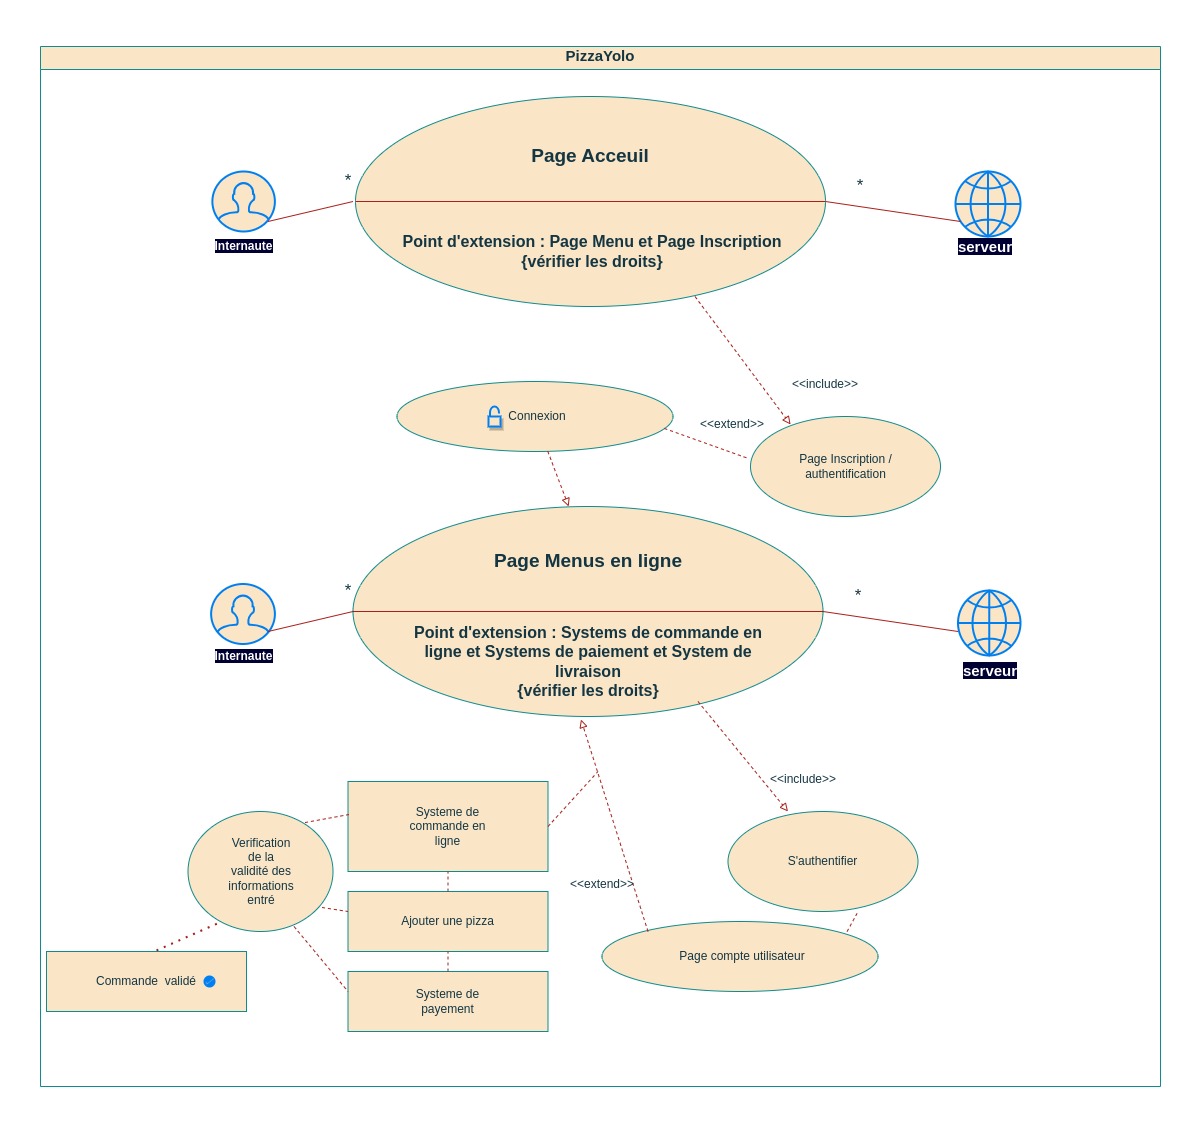 PizzaYolo
Page Acceuil
*
*
Internaute
serveur
Point d'extension : Page Menu et Page Inscription
{vérifier les droits}
<<include>>
Connexion
<<extend>>
Page Inscription /
authentification
Page Menus en ligne
*
*
Internaute
serveur
Point d'extension : Systems de commande en
ligne et Systems de paiement et System de
livraison
{vérifier les droits}
<<include>>
Systeme de
commande en
ligne
Verification
de la
validité des
informations
entré
S'authentifier
<<extend>>
Ajouter une pizza
Page compte utilisateur
Commande validé
Systeme de
payement